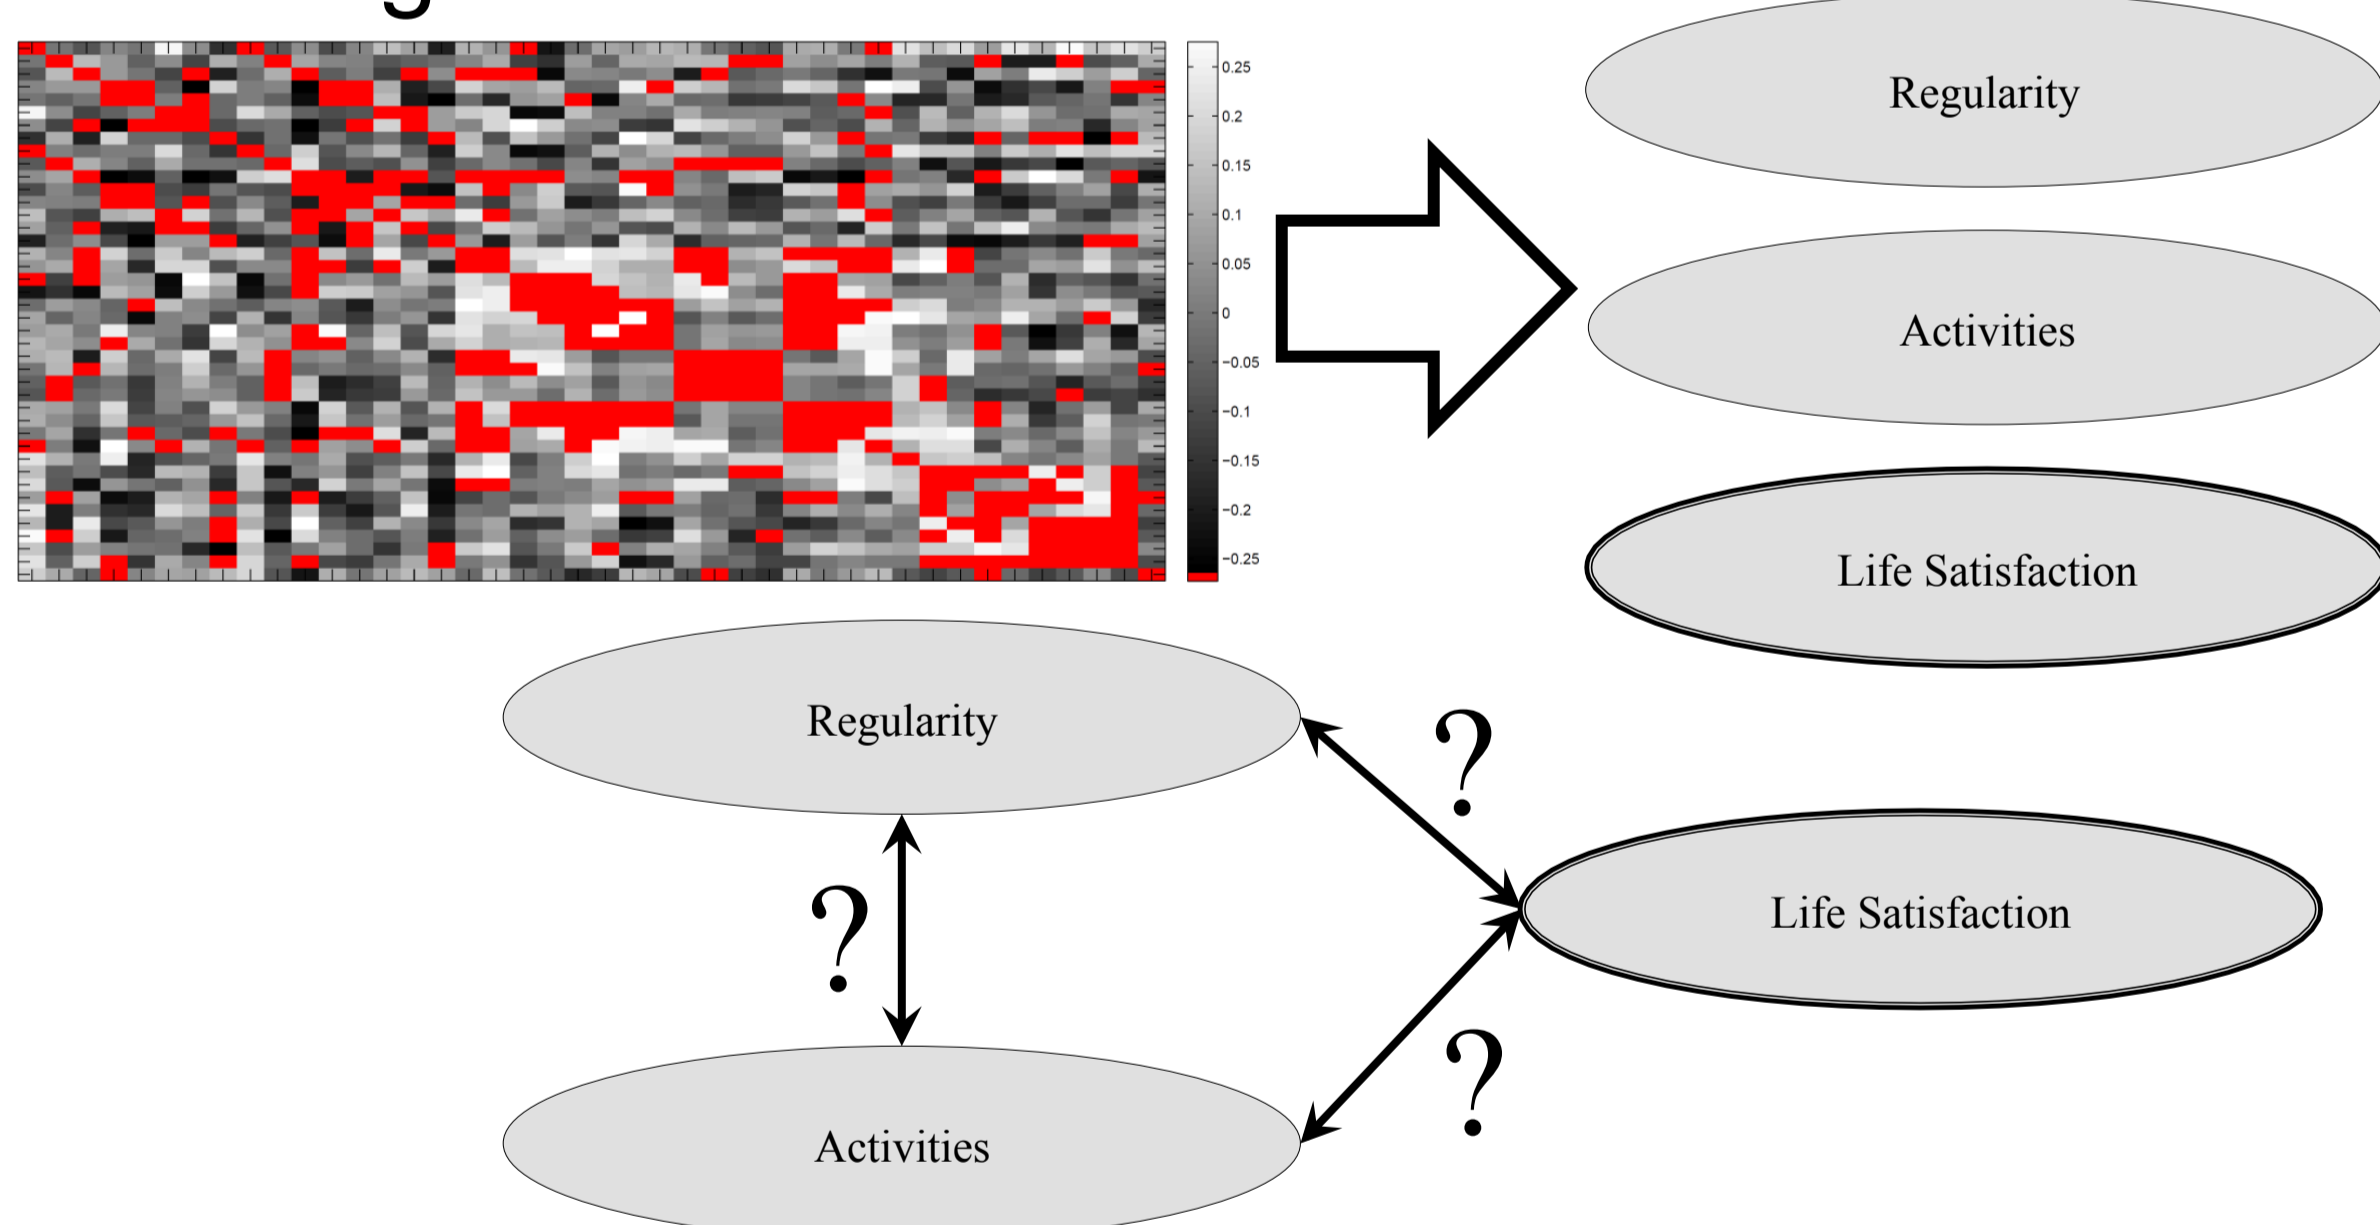 0.25
0.2
0.15
0.1
0.05
0
−0.05
−0.1
−0.15
−0.2
−0.25
Regularity
Activities
Life Satisfaction
Regularity
?
?
Life Satisfaction
?
Activities